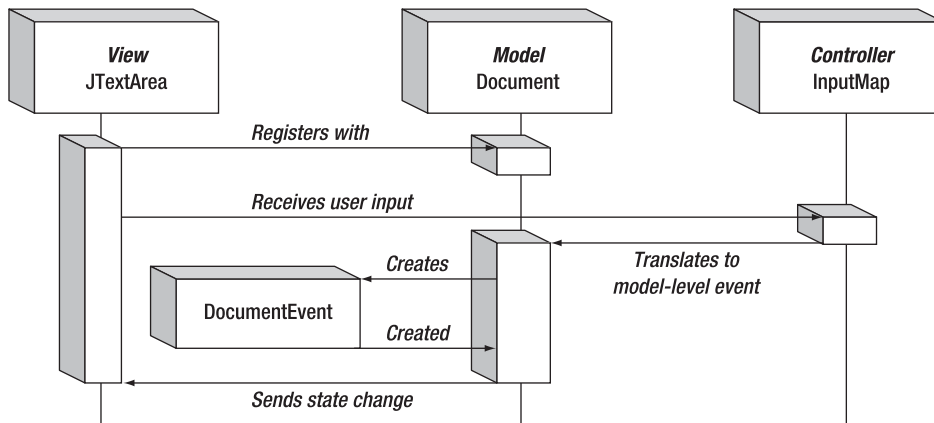 View
JTextArea
Model
Document
Controller
InputMap
Registers with
Receives user input
Translates to
model-level event
Creates
DocumentEvent
Created
Sends state change